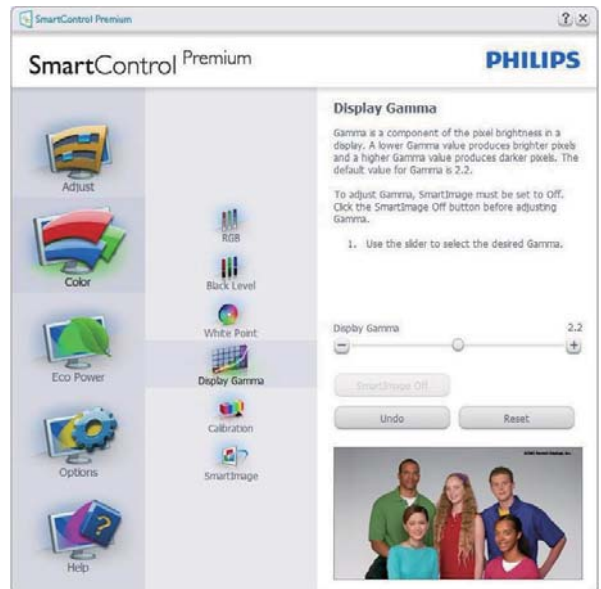 SmartControl Premium
SmartControl Premium
PHILIPS
Adjust
Color
Eco Power
Options
Help
RGB
Black Level
White Point
Display Gamma
Calibration
SmartImage
Display Gamma
Gamma is a component of the pixel brightness in a
display. A lower Gamma value produces brighter pixels
and a higher Gamma value produces darker pixels. The
default value for Gamma is 2.2.
To adjust Gamma, SmartImage must be set to Off.
Click the SmartImage Off button before adjusting
Gamma.
1. Use the slider to select the desired Gamma.
Display Gamma 2.2
SmartImage Off
Undo Reset